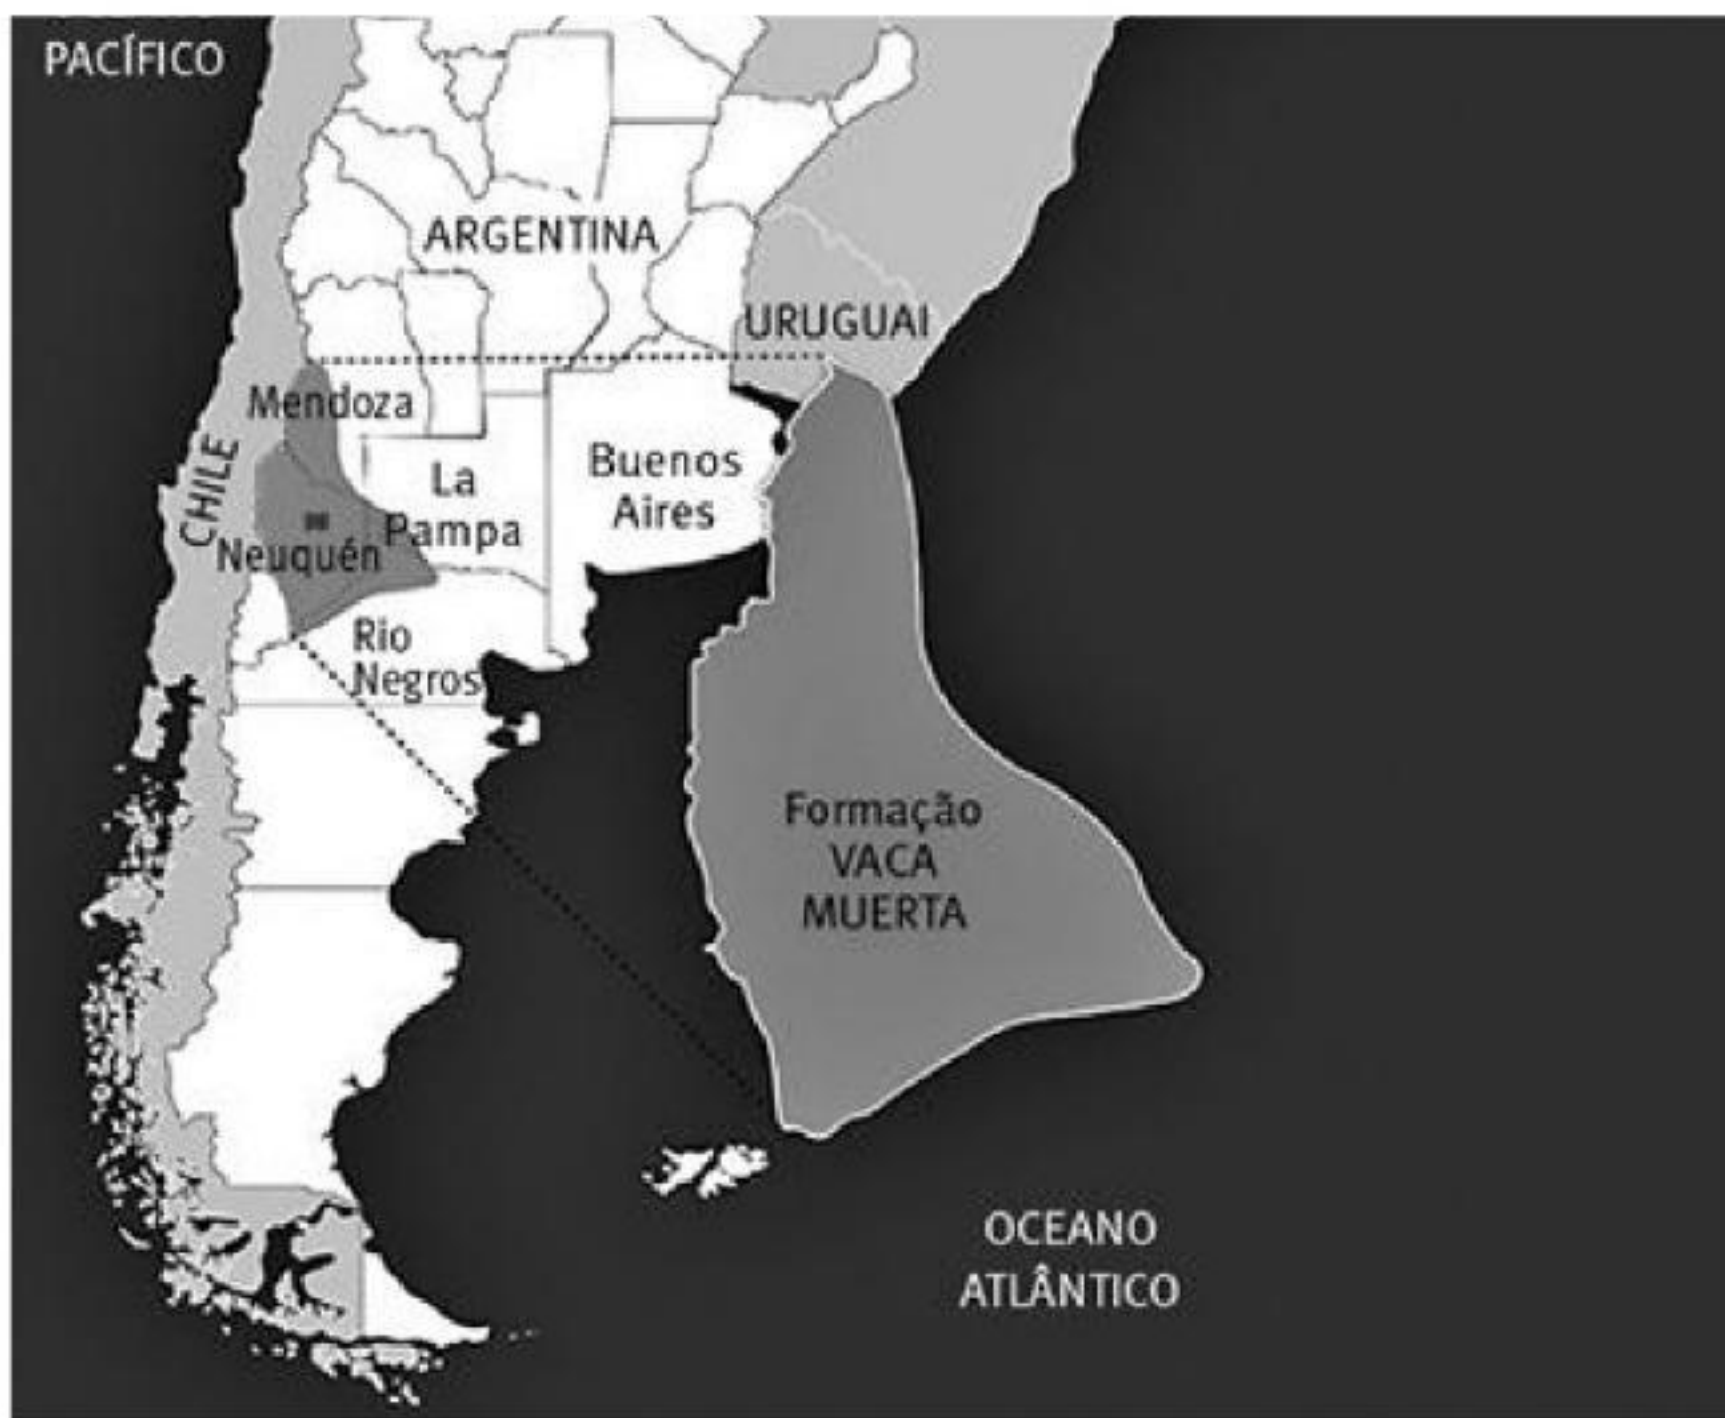 PACÍFICO
ARGENTINA
URUGUAI
Mendoza
CHILE
La
Pampa
Buenos
Aires
Neuquén
Rio
Negros
Formação
VACA
MUERTA
OCEANO
ATLÂNTICO